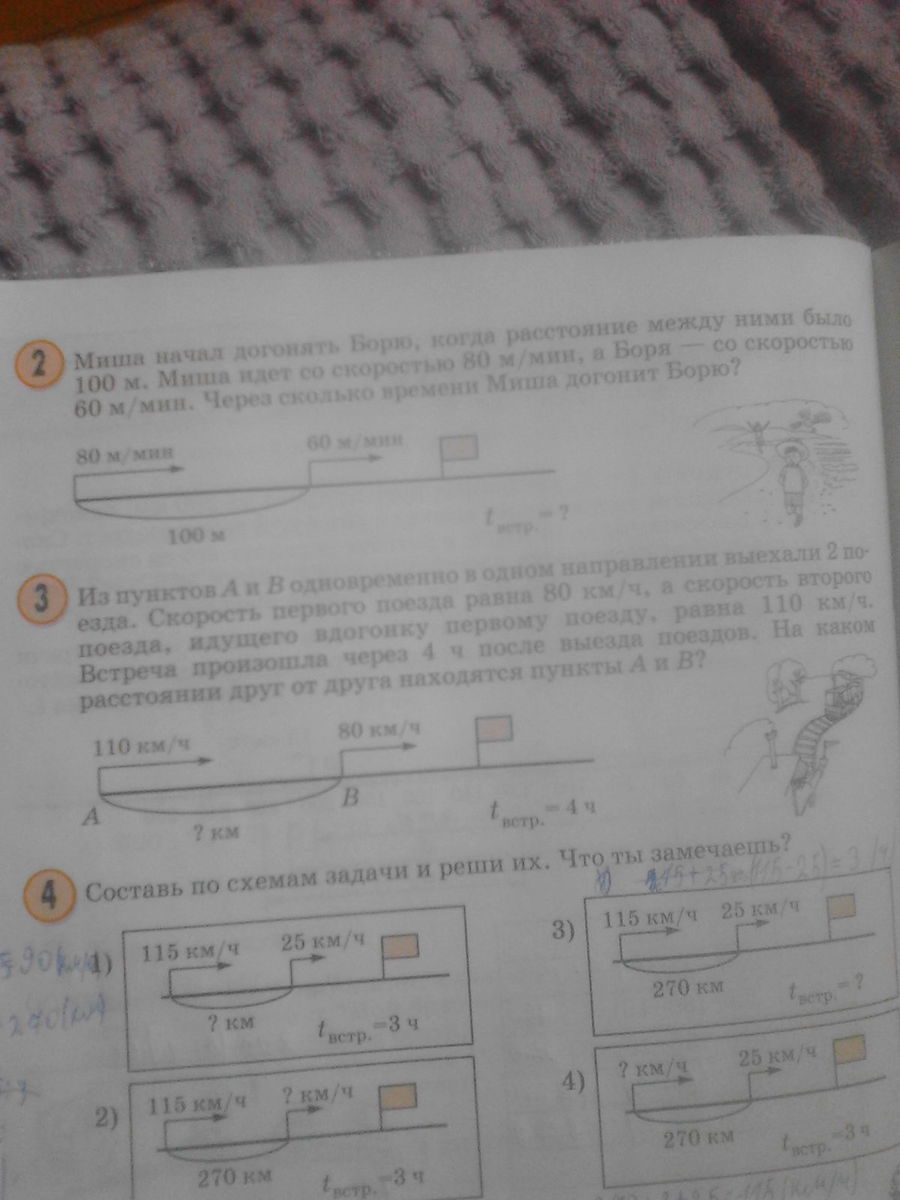 2
Миша начал догонять Борю, когда расстояние между ними было
100 м. Миша идет со скоростью 80 м/мин, а Боря — со скоростью
60 м/мин. Через сколько времени Миша догонит Борю?
80 м/мин
60 м/мин
100 м
tвстр. = ?
3
Из пунктов A и B одновременно в одном направлении выехали 2 по-
езда. Скорость первого поезда равна 80 км/ч, а скорость второго
поезда, идущего вдогонку первому поезду, равна 110 км/ч.
Встреча произошла через 4 ч после выезда поездов. На каком
расстоянии друг от друга находятся пункты A и B?
110 км/ч
80 км/ч
A
B
? км
tвстр. = 4 ч
4
Составь по схемам задачи и реши их. Что ты замечаешь?
1)
115 км/ч
25 км/ч
? км
tвстр. = 3 ч
2)
115 км/ч
? км/ч
270 км
tвстр. = 3 ч
3)
115 км/ч
25 км/ч
270 км
tвстр. = ?
4)
? км/ч
25 км/ч
270 км
tвстр. = 3 ч